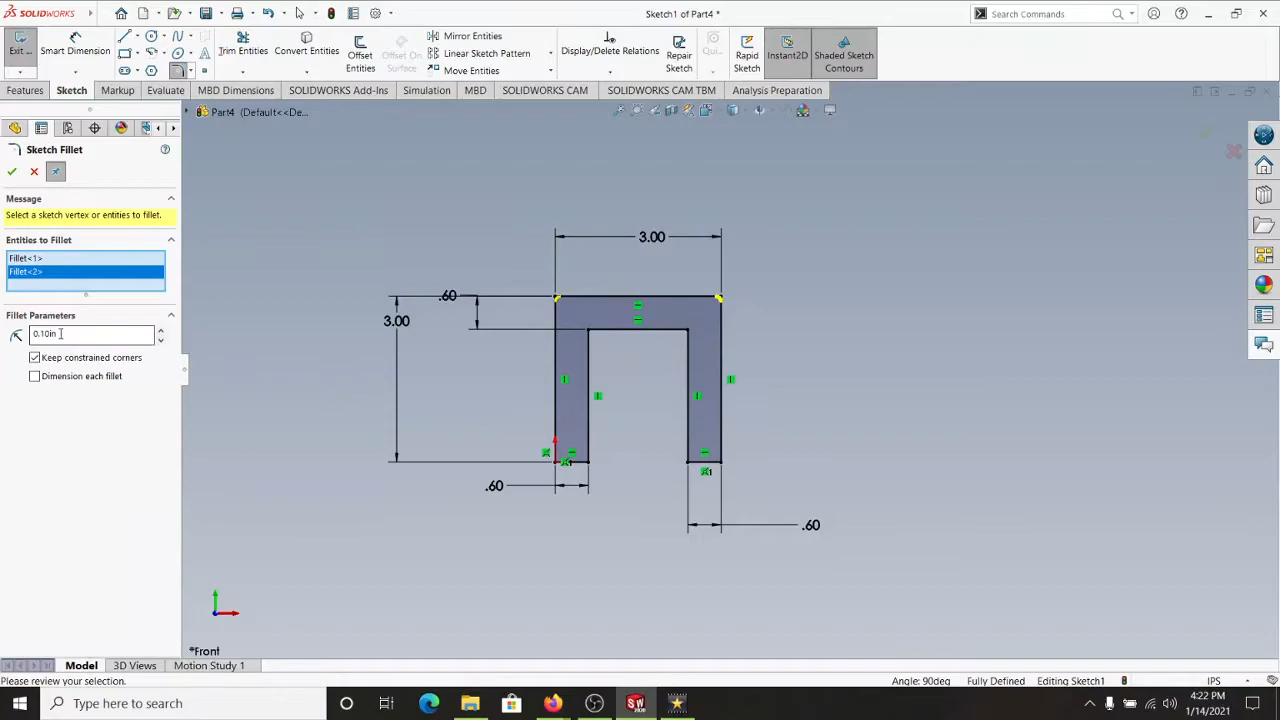 SOLIDWORKS
Sketch1 of Part4 *
Search Commands
Exit ...
Smart Dimension
Trim Entities
Convert Entities
Offset Entities
Offset On Surface
Mirror Entities
Linear Sketch Pattern
Move Entities
Display/Delete Relations
Repair Sketch
Qui...
Rapid Sketch
Instant2D
Shaded Sketch Contours
Features
Sketch
Markup
Evaluate
MBD Dimensions
SOLIDWORKS Add-Ins
Simulation
MBD
SOLIDWORKS CAM
SOLIDWORKS CAM TBM
Analysis Preparation
Part4 (Default<<De...
Sketch Fillet
Message
Select a sketch vertex or entities to fillet.
Entities to Fillet
Fillet<1>
Fillet<2>
Fillet Parameters
0.10in
Keep constrained corners
Dimension each fillet
3.00
.60
3.00
.60
.60
*Front
Model
3D Views
Motion Study 1
Please review your selection.
Angle: 90deg
Fully Defined
Editing Sketch1
IPS
Type here to search
4:22 PM
1/14/2021